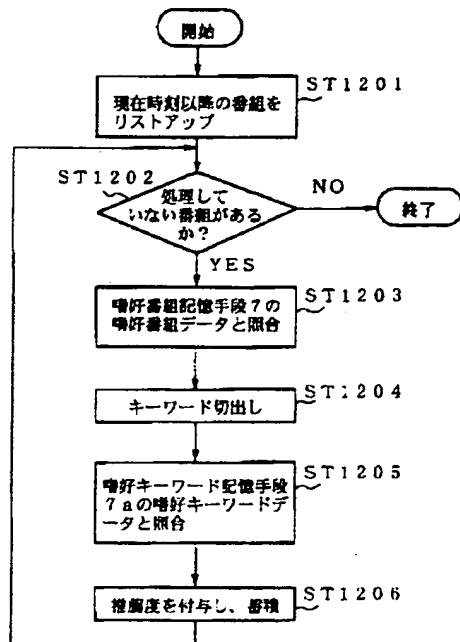 開始
ST1201
現在時刻以降の番組を
リストアップ
ST1202
処理して
いない番組がある
か?
NO
終了
YES
ST1203
嗜好番組記憶手段7の
嗜好番組データと照合
ST1204
キーワード切出し
ST1205
嗜好キーワード記憶手段
7aの嗜好キーワードデ
ータと照合
ST1206
推薦度を付与し、蓄積